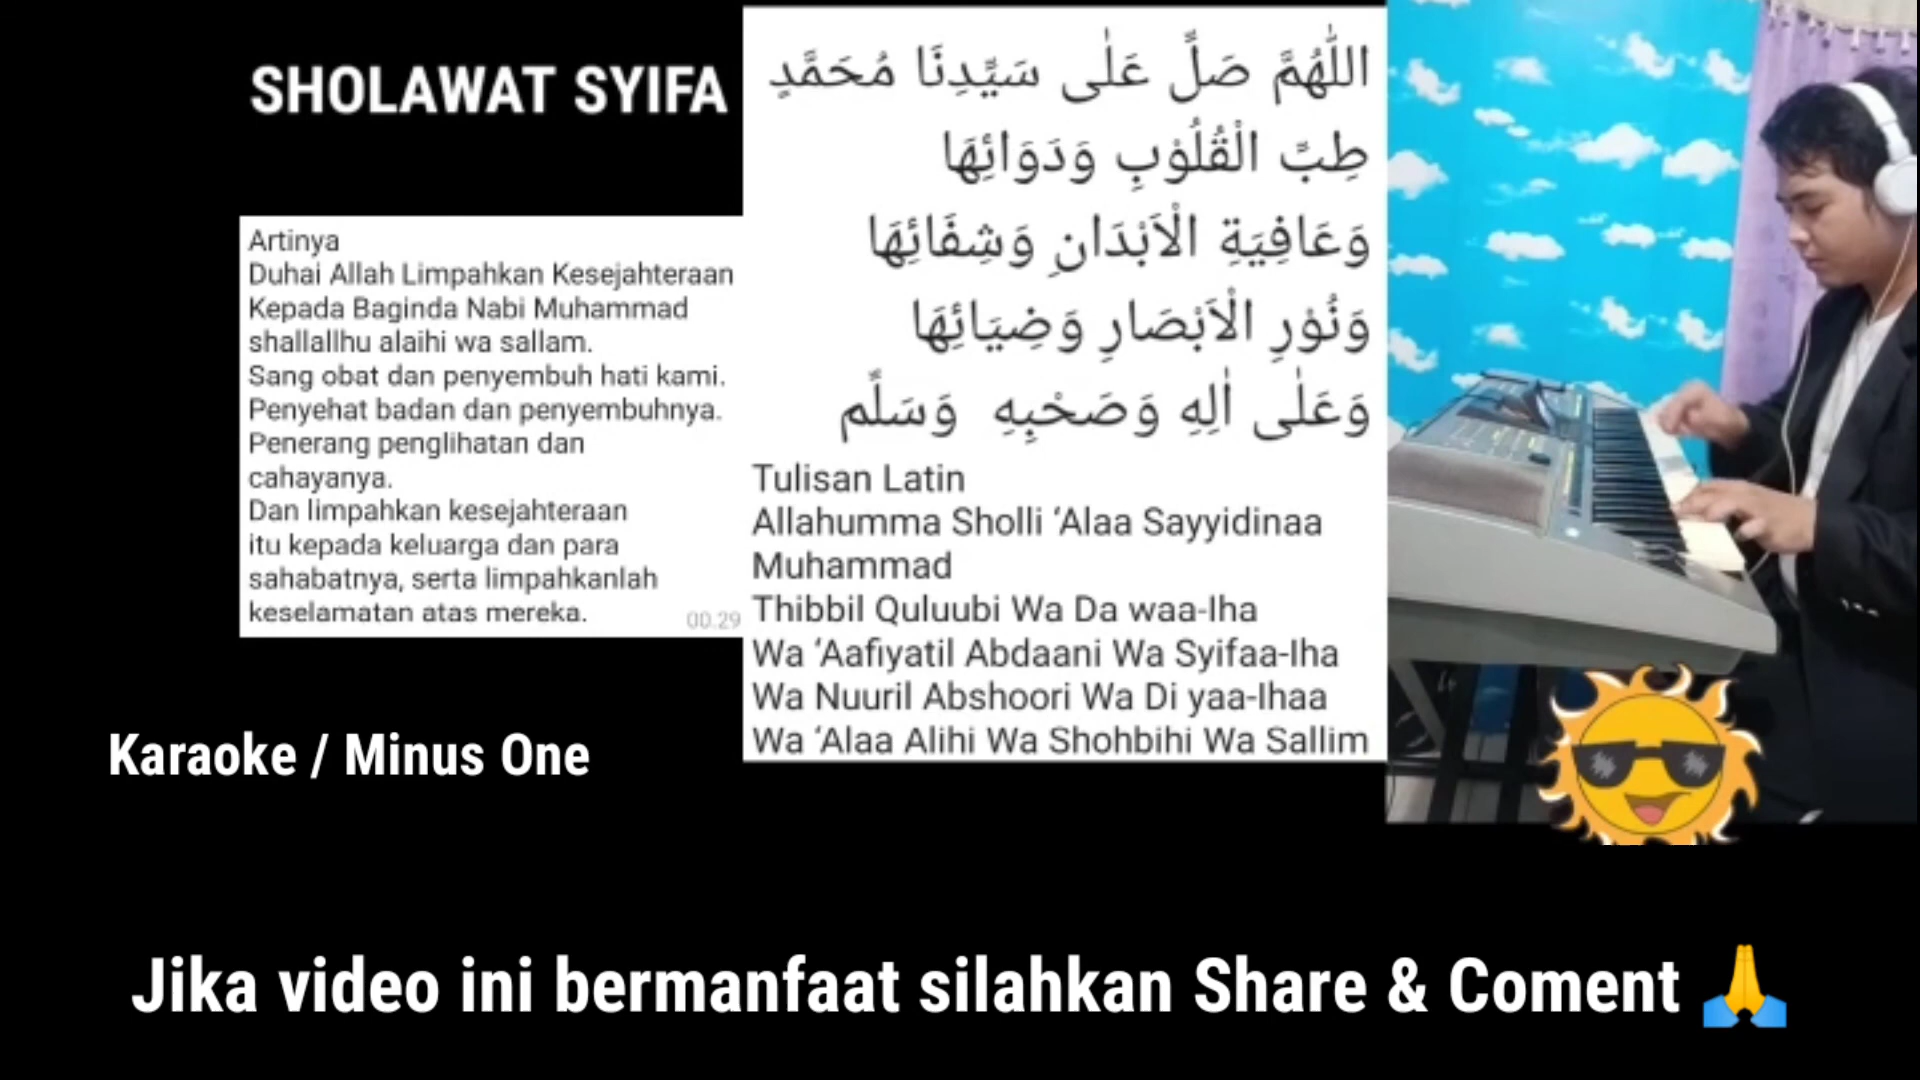 SHOLAWAT SYIFA
Artinya
Duhai Allah Limpahkan Kesejahteraan
Kepada Baginda Nabi Muhammad
shallallhu alaihi wa sallam.
Sang obat dan penyembuh hati kami.
Penyehat badan dan penyembuhnya.
Penerang penglihatan dan
cahayanya.
Dan limpahkan kesejahteraan
itu kepada keluarga dan para
sahabatnya, serta limpahkanlah
keselamatan atas mereka.
00.29
اللّٰهُمَّ صَلِّ عَلٰى سَيِّدِنَا مُحَمَّدٍ
طِبِّ الْقُلُوْبِ وَدَوَائِهَا
وَعَافِيَةِ الْاَبْدَانِ وَشِفَائِهَا
وَنُوْرِ الْاَبْصَارِ وَضِيَائِهَا
وَعَلٰى اٰلِهِ وَصَحْبِهِ وَسَلِّم
Tulisan Latin
Allahumma Sholli ‘Alaa Sayyidinaa
Muhammad
Thibbil Quluubi Wa Da waa-Iha
Wa ‘Aafiyatil Abdaani Wa Syifaa-Iha
Wa Nuuril Abshoori Wa Di yaa-Ihaa
Wa ‘Alaa Alihi Wa Shohbihi Wa Sallim
Karaoke / Minus One
Jika video ini bermanfaat silahkan Share & Coment 🙏